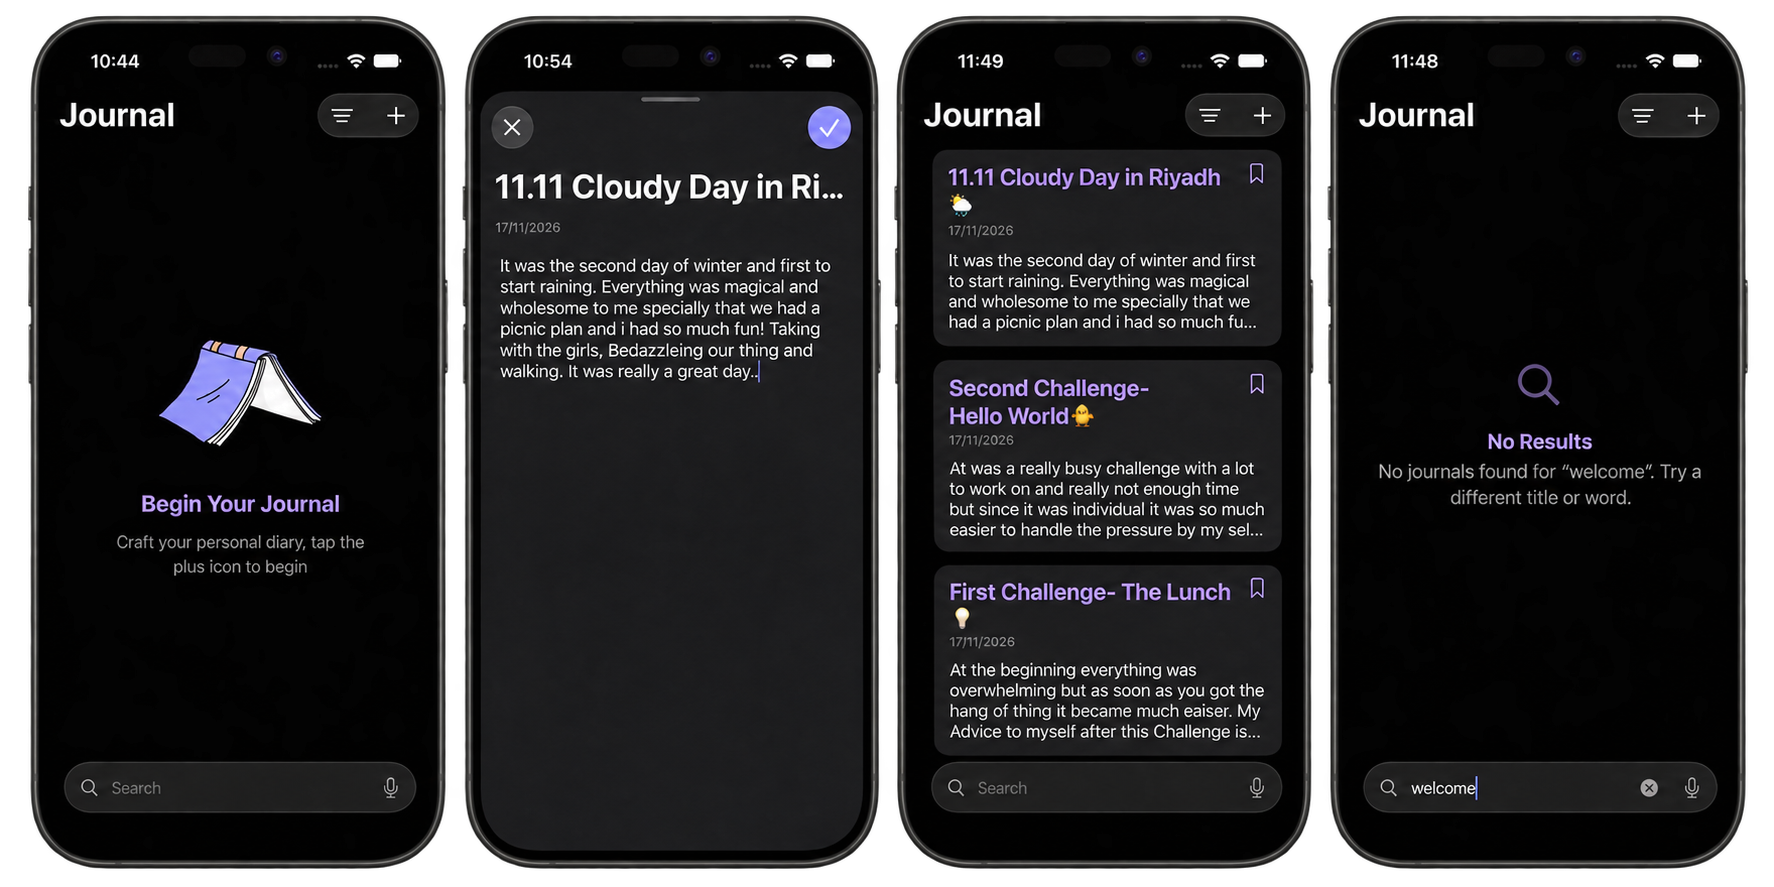 10:44
Journal
Begin Your Journal
Craft your personal diary, tap the
plus icon to begin
Search
10:54
11.11 Cloudy Day in Ri...
17/11/2026
It was the second day of winter and first to
start raining. Everything was magical and
wholesome to me specially that we had a
picnic plan and i had so much fun! Taking
with the girls, Bedazzleing our thing and
walking. It was really a great day..
11:49
Journal
11.11 Cloudy Day in Riyadh
🌦️
17/11/2026
It was the second day of winter and first
to start raining. Everything was magical
and wholesome to me specially that we
had a picnic plan and i had so much fu...
Second Challenge-
Hello World🐥
17/11/2026
At was a really busy challenge with a lot
to work on and really not enough time
but since it was individual it was so much
easier to handle the pressure by my sel...
First Challenge- The Lunch
💡
17/11/2026
At the beginning everything was
overwhelming but as soon as you got the
hang of thing it became much eaiser. My
Advice to myself after this Challenge is...
Search
11:48
Journal
No Results
No journals found for “welcome“. Try a
different title or word.
welcome